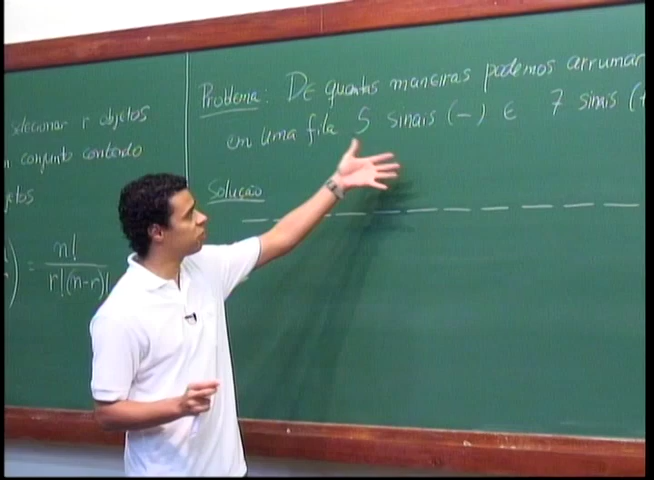 selecionar r objetos
conjunto contendo
jetos
n!
= 
r!(n-r)!
Problema: De quantas maneiras podemos arrumar
em uma fila 5 sinais (-) e 7 sinais (+
Solução